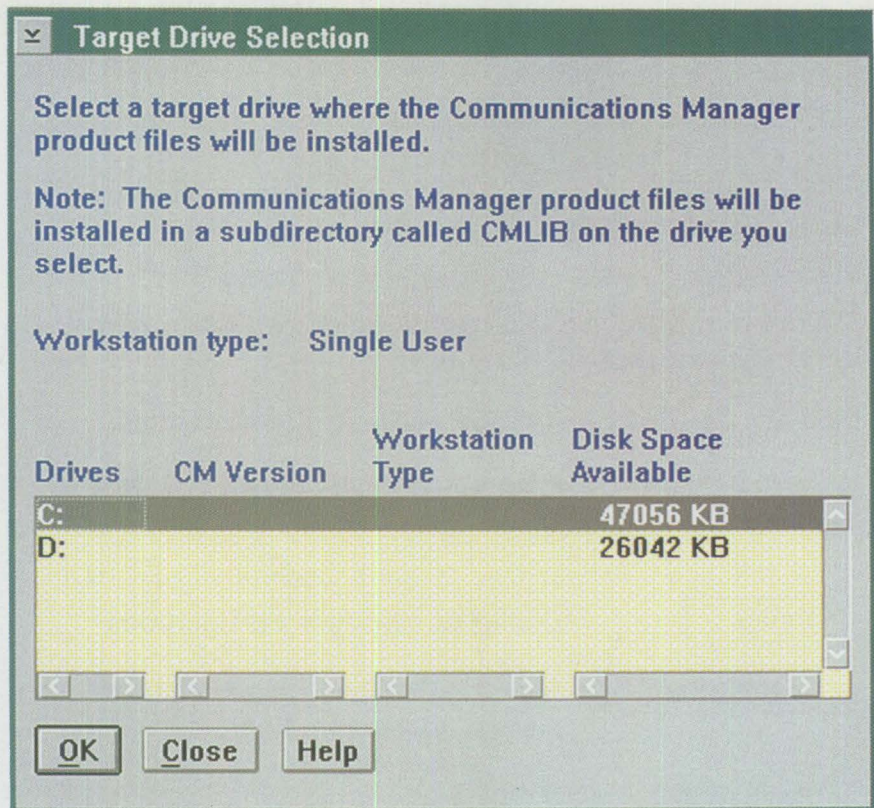 Target Drive Selection
Select a target drive where the Communications Manager
product files will be installed.
Note: The Communications Manager product files will be
installed in a subdirectory called CMLIB on the drive you
select.
Workstation type: Single User
Drives CM Version Workstation Type Disk Space Available
C: 47056 KB
D: 26042 KB
OK Close Help